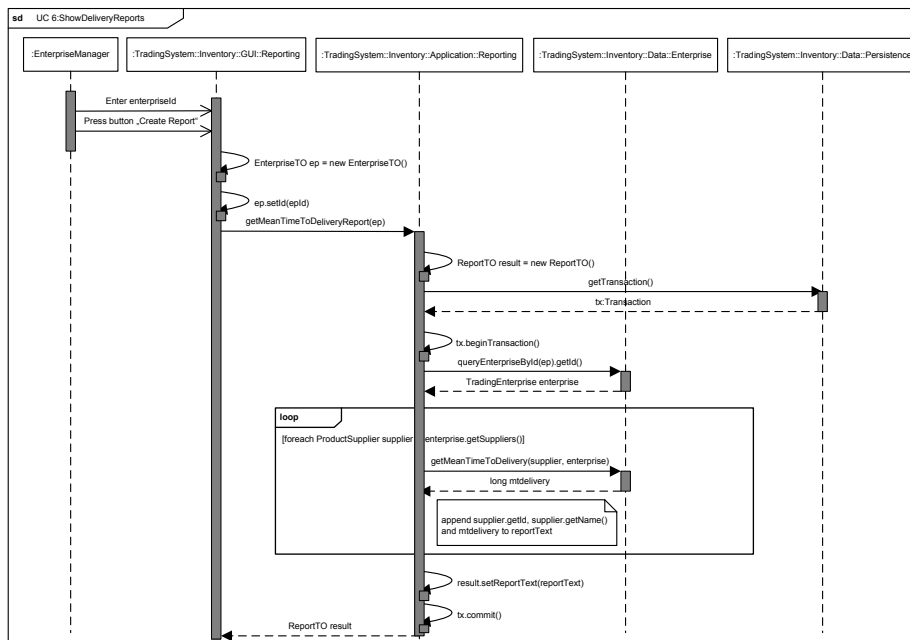 sd UC 6:ShowDeliveryReports
:EnterpriseManager
:TradingSystem::Inventory::GUI::Reporting
:TradingSystem::Inventory::Application::Reporting
:TradingSystem::Inventory::Data::Enterprise
:TradingSystem::Inventory::Data::Persistence
Enter enterpriseId
Press button „Create Report“
EnterpriseTO ep = new EnterpriseTO()
ep.setId(epId)
getMeanTimeToDeliveryReport(ep)
ReportTO result = new ReportTO()
getTransaction()
tx:Transaction
tx.beginTransaction()
queryEnterpriseById(ep).getId()
TradingEnterprise enterprise
loop
[foreach ProductSupplier supplier enterprise.getSuppliers()]
getMeanTimeToDelivery(supplier, enterprise)
long mtdelivery
append supplier.getId, supplier.getName()
and mtdelivery to reportText
result.setReportText(reportText)
tx.commit()
ReportTO result